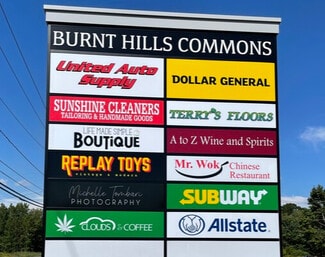 BURNT HILLS COMMONS
United Auto
Supply
DOLLAR GENERAL
SUNSHINE CLEANERS
TAILORING & HANDMADE GOODS
TERRY'S FLOORS
LIFE MADE SIMPLE
BOUTIQUE
A to Z Wine and Spirits
REPLAY TOYS
Mr. Wok
Chinese
Restaurant
Michelle Tomboni
PHOTOGRAPHY
SUBWAY
CLOUDS & COFFEE
Allstate